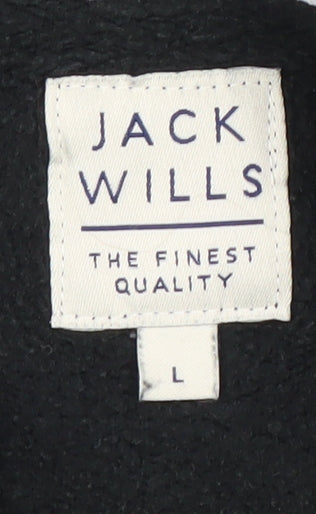 JACK
WILLS
THE FINEST
QUALITY
L